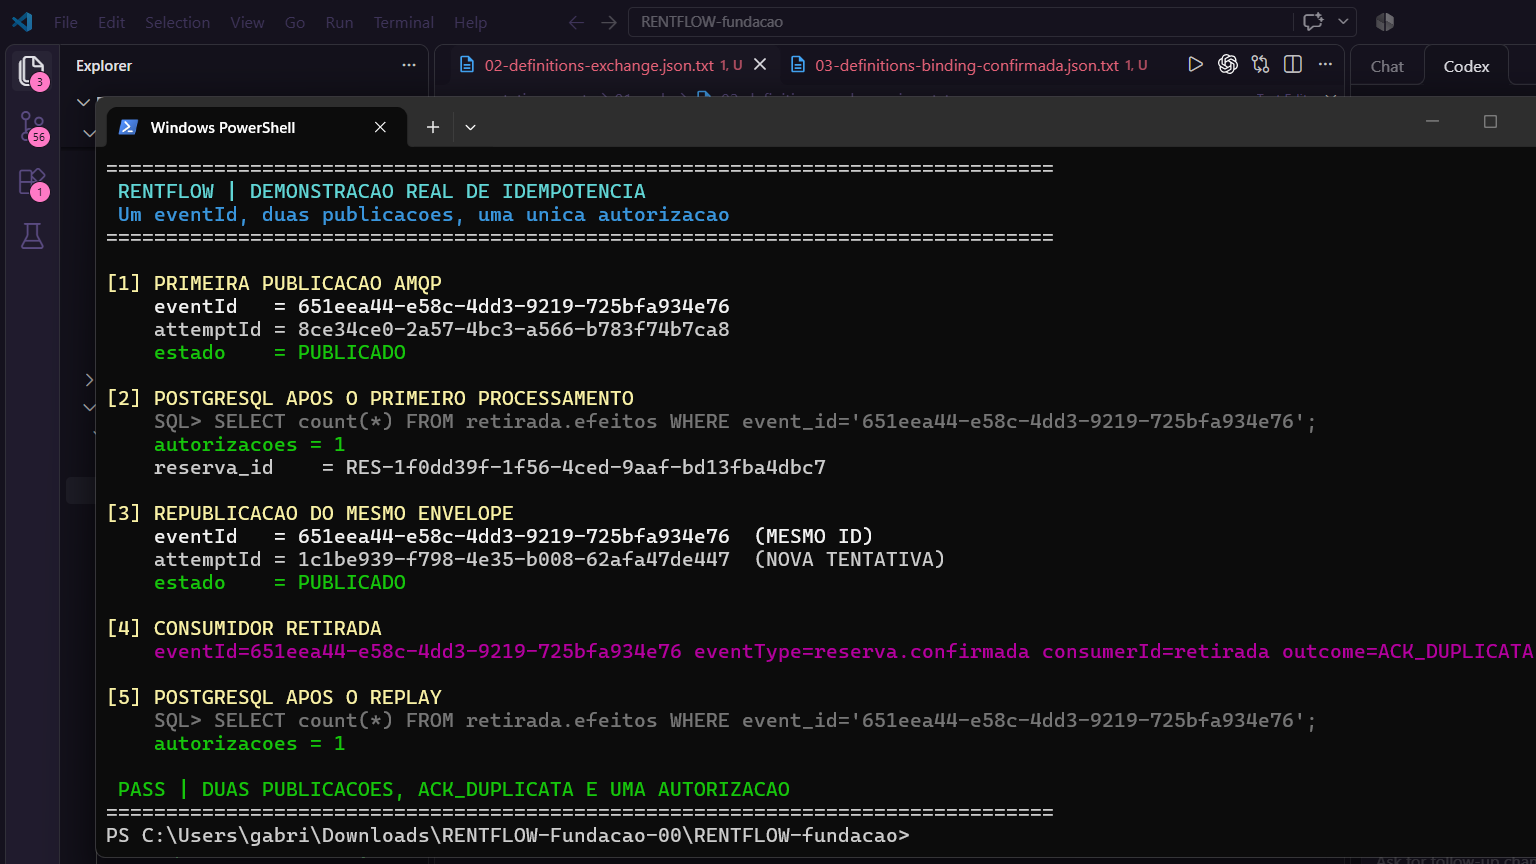 File Edit Selection View Go Run Terminal Help
RENTFLOW-fundacao
Explorer
02-definitions-exchange.json.txt 1, U
03-definitions-binding-confirmada.json.txt 1, U
Chat
Codex
3
56
1
Windows PowerShell
===============================================================================
RENTFLOW | DEMONSTRACAO REAL DE IDEMPOTENCIA
Um eventId, duas publicacoes, uma unica autorizacao
===============================================================================
[1] PRIMEIRA PUBLICACAO AMQP
eventId = 651eea44-e58c-4dd3-9219-725bfa934e76
attemptId = 8ce34ce0-2a57-4bc3-a566-b783f74b7ca8
estado = PUBLICADO
[2] POSTGRESQL APOS O PRIMEIRO PROCESSAMENTO
SQL> SELECT count(*) FROM retirada.efeitos WHERE event_id='651eea44-e58c-4dd3-9219-725bfa934e76';
autorizacoes = 1
reserva_id = RES-1f0dd39f-1f56-4ced-9aaf-bd13fba4dbc7
[3] REPUBLICACAO DO MESMO ENVELOPE
eventId = 651eea44-e58c-4dd3-9219-725bfa934e76 (MESMO ID)
attemptId = 1c1be939-f798-4e35-b008-62afa47de447 (NOVA TENTATIVA)
estado = PUBLICADO
[4] CONSUMIDOR RETIRADA
eventId=651eea44-e58c-4dd3-9219-725bfa934e76 eventType=reserva.confirmada consumerId=retirada outcome=ACK_DUPLICATA
[5] POSTGRESQL APOS O REPLAY
SQL> SELECT count(*) FROM retirada.efeitos WHERE event_id='651eea44-e58c-4dd3-9219-725bfa934e76';
autorizacoes = 1
PASS | DUAS PUBLICACOES, ACK_DUPLICATA E UMA AUTORIZACAO
===============================================================================
PS C:\Users\gabri\Downloads\RENTFLOW-Fundacao-00\RENTFLOW-fundacao>